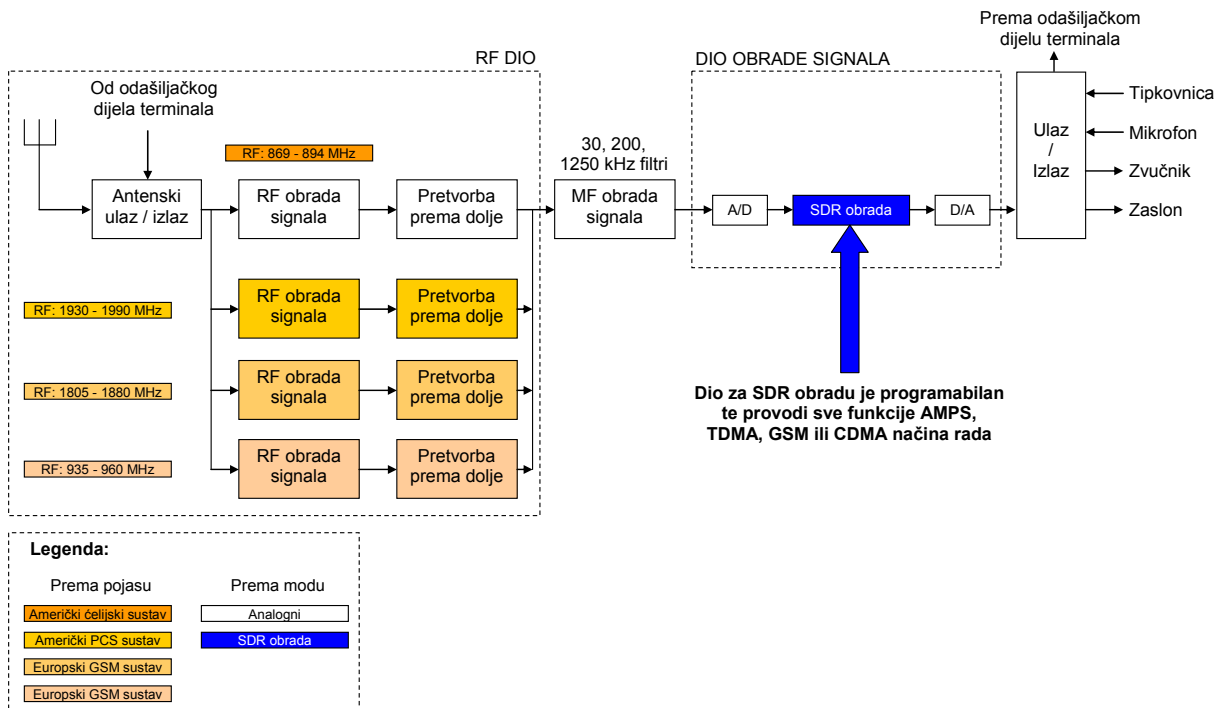 Prema odašiljačkom
dijelu terminala
RF DIO
DIO OBRADE SIGNALA
Od odašiljačkog
dijela terminala
Tipkovnica
Mikrofon
Zvučnik
Zaslon
Ulaz
/
Izlaz
30, 200,
1250 kHz filtri
RF: 869 - 894 MHz
Antenski
ulaz / izlaz
RF obrada
signala
Pretvorba
prema dolje
MF obrada
signala
A/D
SDR obrada
D/A
RF: 1930 - 1990 MHz
RF obrada
signala
Pretvorba
prema dolje
RF: 1805 - 1880 MHz
RF obrada
signala
Pretvorba
prema dolje
Dio za SDR obradu je programabilan
te provodi sve funkcije AMPS,
TDMA, GSM ili CDMA načina rada
RF: 935 - 960 MHz
RF obrada
signala
Pretvorba
prema dolje
Legenda:
Prema pojasu
Prema modu
Američki ćelijski sustav
Analogni
Američki PCS sustav
SDR obrada
Europski GSM sustav
Europski GSM sustav